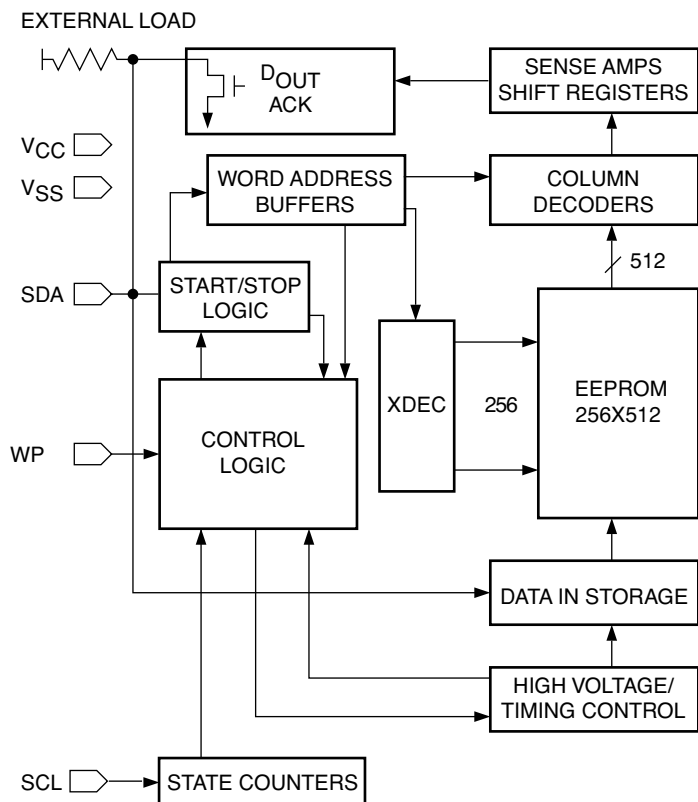 EXTERNAL LOAD
DOUT
ACK
SENSE AMPS
SHIFT REGISTERS
VCC
VSS
WORD ADDRESS
BUFFERS
COLUMN
DECODERS
512
SDA
START/STOP
LOGIC
XDEC
256
EEPROM
256X512
WP
CONTROL
LOGIC
DATA IN STORAGE
HIGH VOLTAGE/
TIMING CONTROL
SCL
STATE COUNTERS